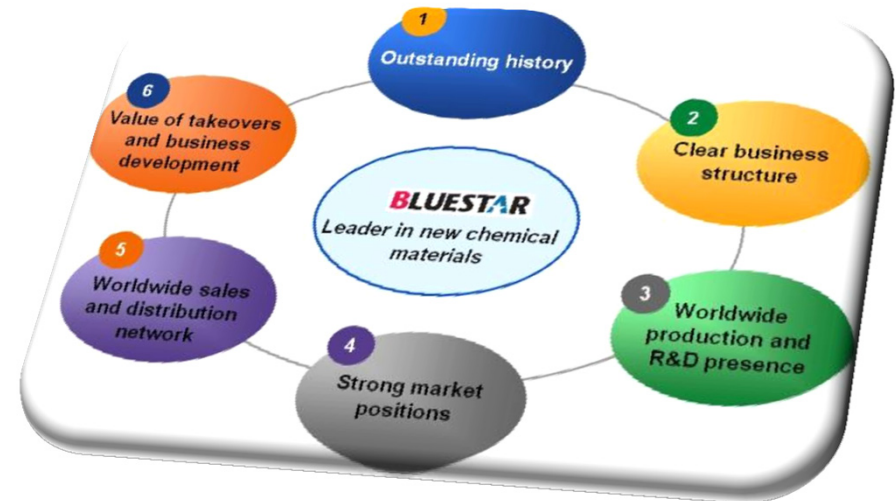 1
Outstanding history
2
Clear business
structure
3
Worldwide
production and
R&D presence
4
Strong market
positions
5
Worldwide sales
and distribution
network
6
Value of takeovers
and business
development
BLUESTAR
Leader in new chemical
materials